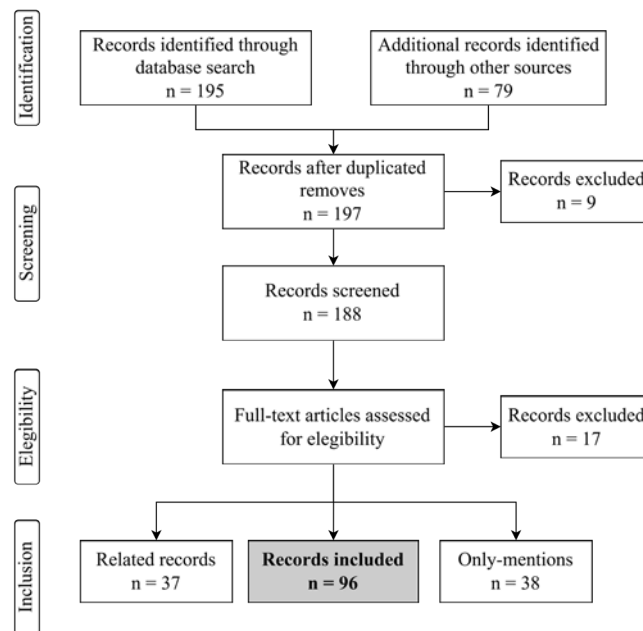 Identification
Records identified through
database search
n = 195
Additional records identified
through other sources
n = 79
Screening
Records after duplicated
removes
n = 197
Records excluded
n = 9
Records screened
n = 188
Elegibility
Full-text articles assessed
for elegibility
Records excluded
n = 17
Inclusion
Related records
n = 37
Records included
n = 96
Only-mentions
n = 38